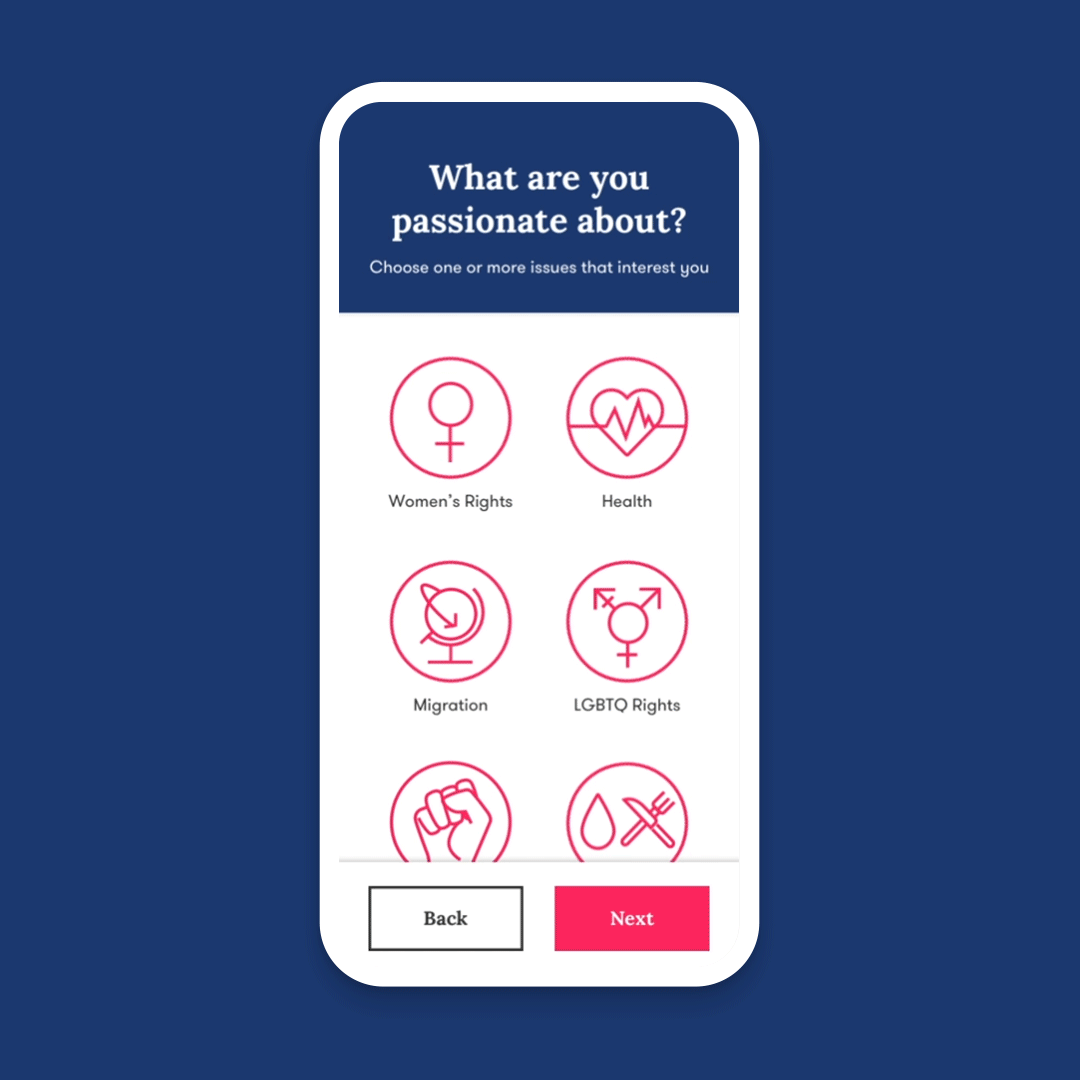 What are you
passionate about?
Choose one or more issues that interest you
Women's Rights
Health
Migration
LGBTQ Rights
Back
Next